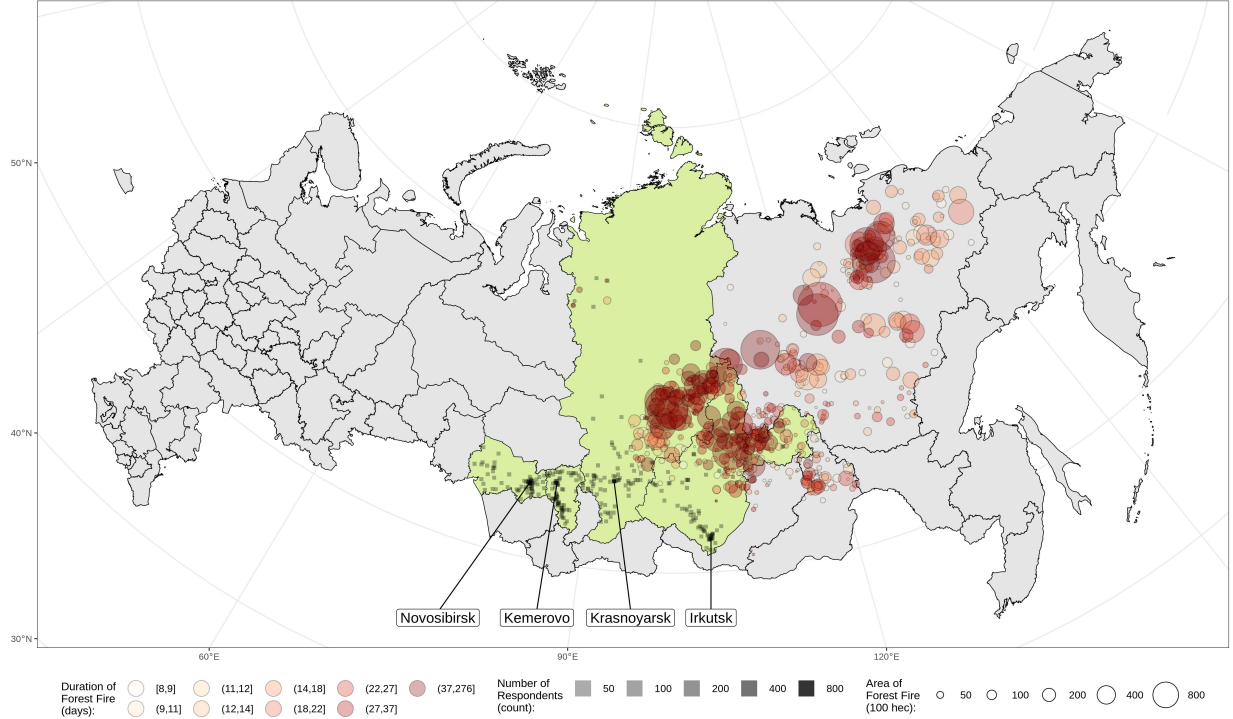 50°N
40°N
30°N
60°E
90°E
120°E
Novosibirsk
Kemerovo
Krasnoyarsk
Irkutsk
Duration of
Forest Fire
(days):
[8,9]
(9,11]
(11,12]
(12,14]
(14,18]
(18,22]
(22,27]
(27,37]
(37,276]
Number of
Respondents
(count):
50
100
200
400
800
Area of
Forest Fire
(100 hec):
50
100
200
400
800